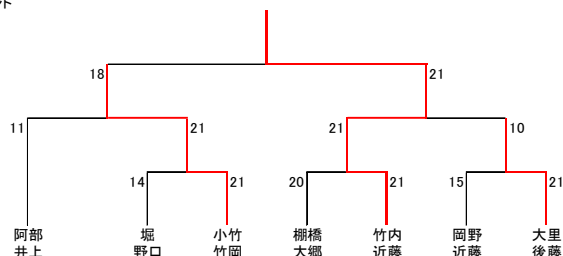 18 21
11 21 21 10
14 21 20 21 15 21
阿部 堀 小竹 棚橋 竹内 岡野 大里
井上 野口 竹岡 大郷 近藤 近藤 後藤